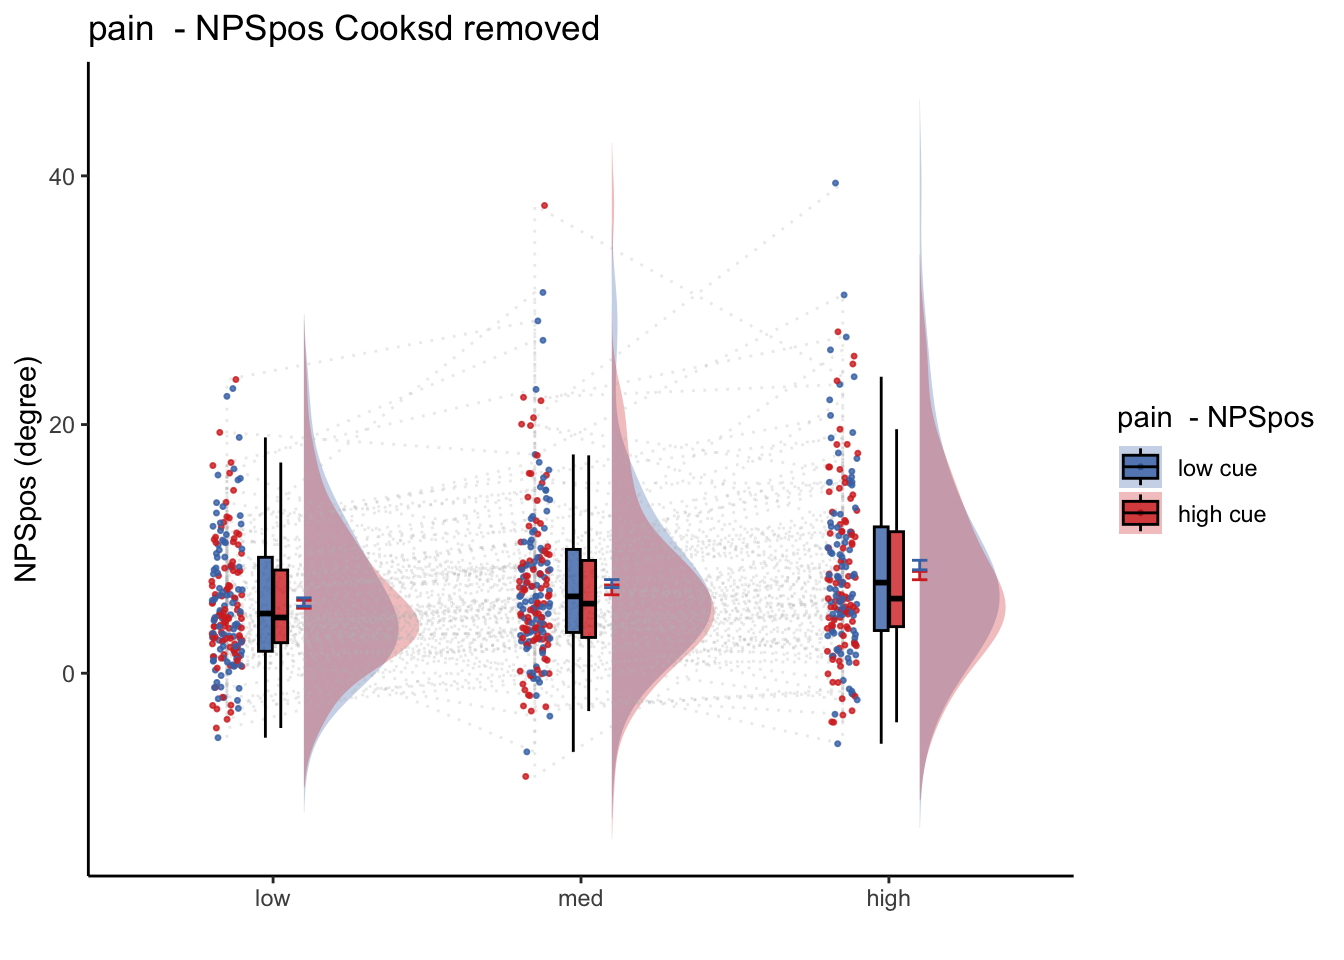 pain  - NPSpos Cooksd removed
NPSpos (degree)
40
20
0
low
med
high
pain  - NPSpos
low cue
high cue